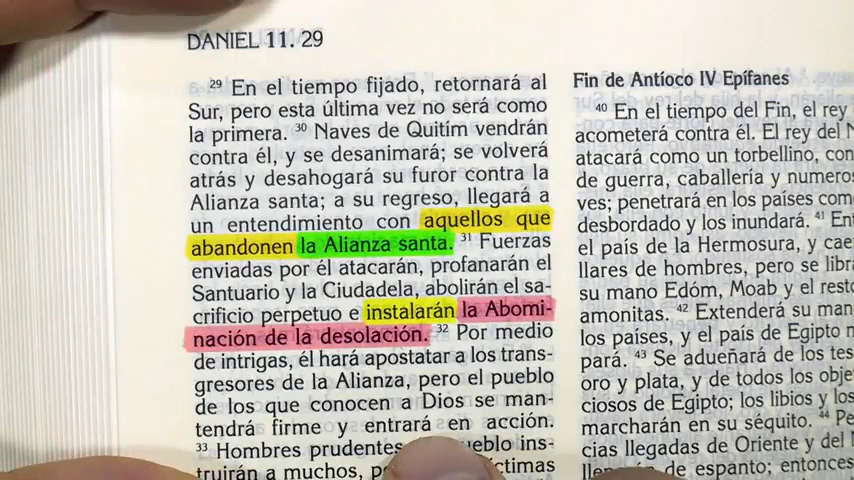 DANIEL 11. 29
29 En el tiempo fijado, retornará al
Sur, pero esta última vez no será como
la primera. 30 Naves de Quitím vendrán
contra él, y se desanimará; se volverá
atrás y desahogará su furor contra la
Alianza santa; a su regreso, llegará a
un entendimiento con aquellos que
abandonen la Alianza santa. 31 Fuerzas
enviadas por él atacarán, profanarán el
Santuario y la Ciudadela, abolirán el sa-
crificio perpetuo e instalarán la Abomi-
nación de la desolación. 32 Por medio
de intrigas, él hará apostatar a los trans-
gresores de la Alianza, pero el pueblo
de los que conocen a Dios se man-
tendrá firme y entrará en acción.
33 Hombres prudentes ueblo ins-
truirán a muchos,
Fin de Antíoco IV Epífanes
40 En el tiempo del Fin, el rey
acometerá contra él. El rey del
atacará como un torbellino, con
de guerra, caballería y numeros
ves; penetrará en los países com
desbordado y los inundará. 41 Ent
el país de la Hermosura, y cae
llares de hombres, pero se libra
su mano Edóm, Moab y el resto
amonitas. 42 Extenderá su man
los países, y el país de Egipto n
pará. 43 Se adueñará de los tes
oro y plata, y de todos los obje
ciosos de Egipto; los libios y los
marcharán en su séquito. 44 Pe
cias llegadas de Oriente y del
de espanto; entonces